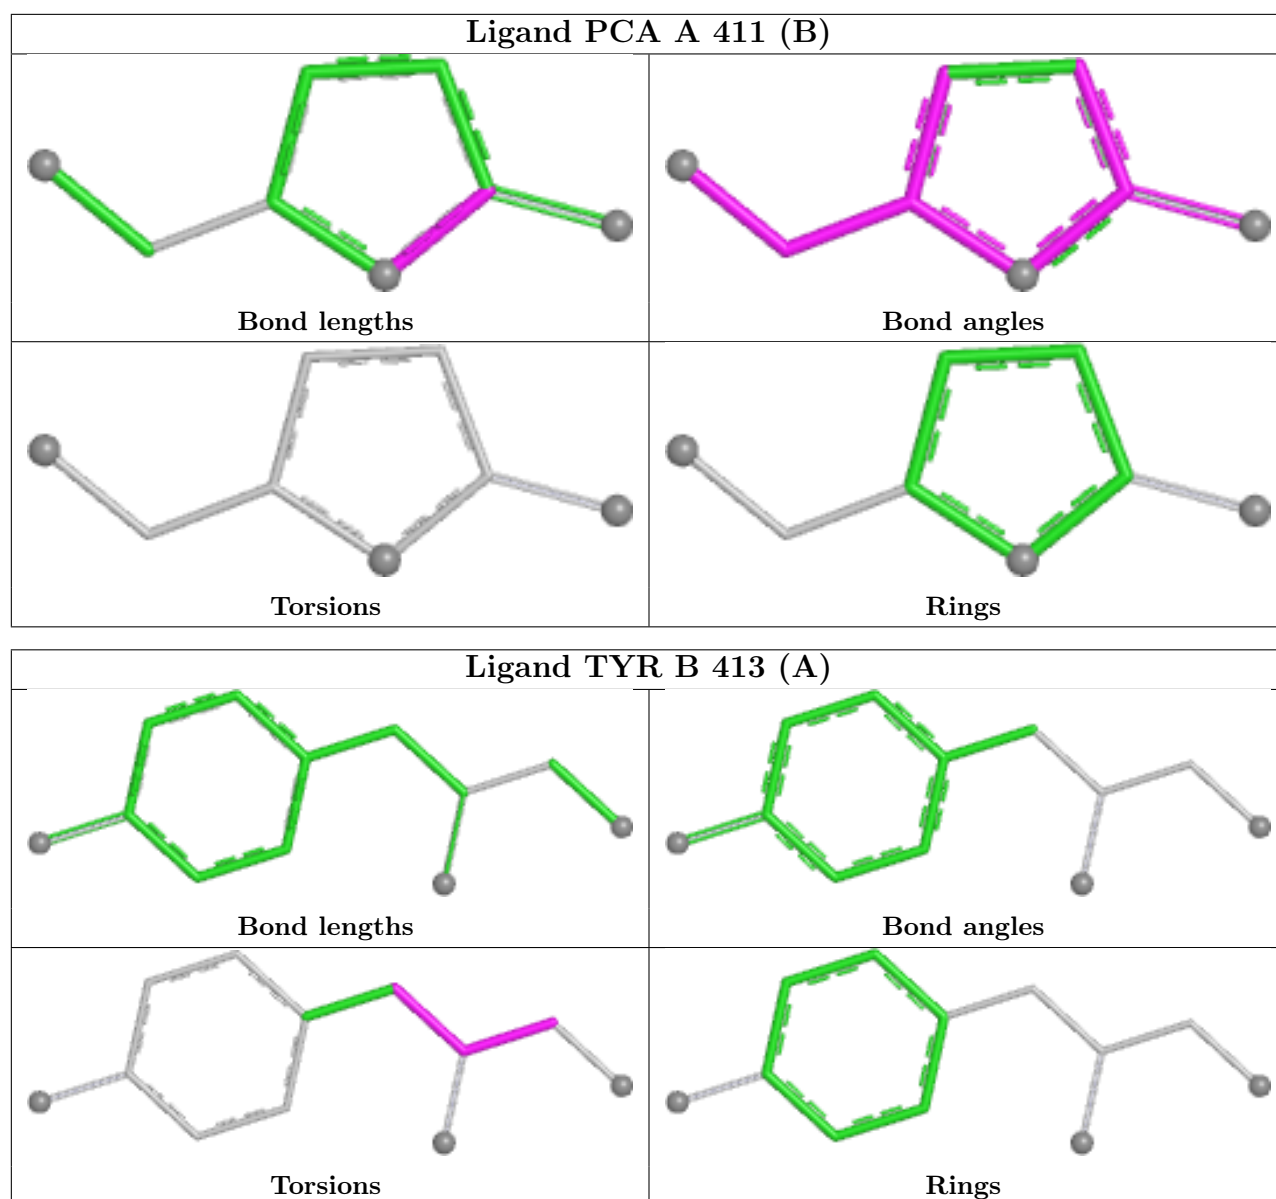 Ligand PCA A 411 (B)
Bond lengths
Bond angles
Torsions
Rings
Ligand TYR B 413 (A)
Bond lengths
Bond angles
Torsions
Rings